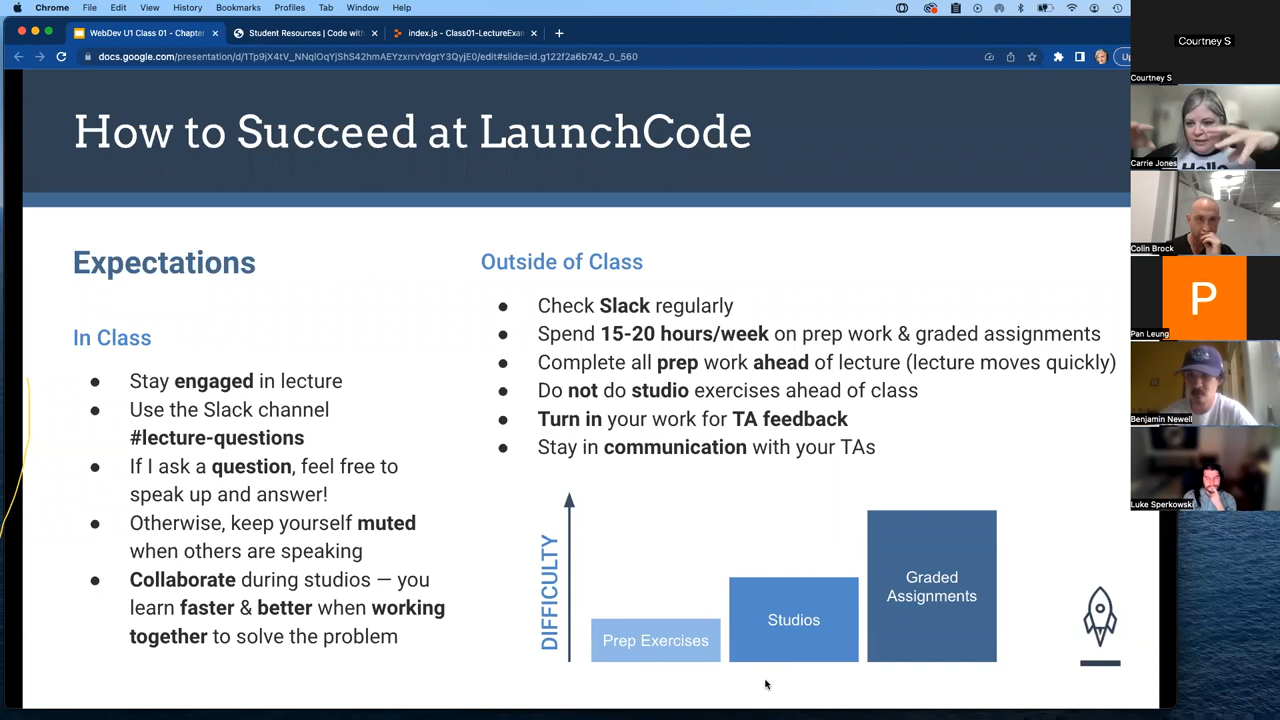 Chrome File Edit View History Bookmarks Profiles Tab Window Help
WebDev U1 Class 01 - Chapter
Student Resources | Code with
index.js - Class01-LectureExam
docs.google.com/presentation/d/
How to Succeed at LaunchCode
Expectations
In Class
Stay engaged in lecture
Use the Slack channel
#lecture-questions
If I ask a question, feel free to
speak up and answer!
Otherwise, keep yourself muted
when others are speaking
Collaborate during studios — you
learn faster & better when working
together to solve the problem
Outside of Class
Check Slack regularly
Spend 15-20 hours/week on prep work & graded assignments
Complete all prep work ahead of lecture (lecture moves quickly)
Do not do studio exercises ahead of class
Turn in your work for TA feedback
Stay in communication with your TAs
DIFFICULTY
Prep Exercises
Studios
Graded
Assignments
Courtney S
Courtney S
Carrie Jones
Colin Brock
P
Pan Leung
Benjamin Newell
Luke Sperkowski